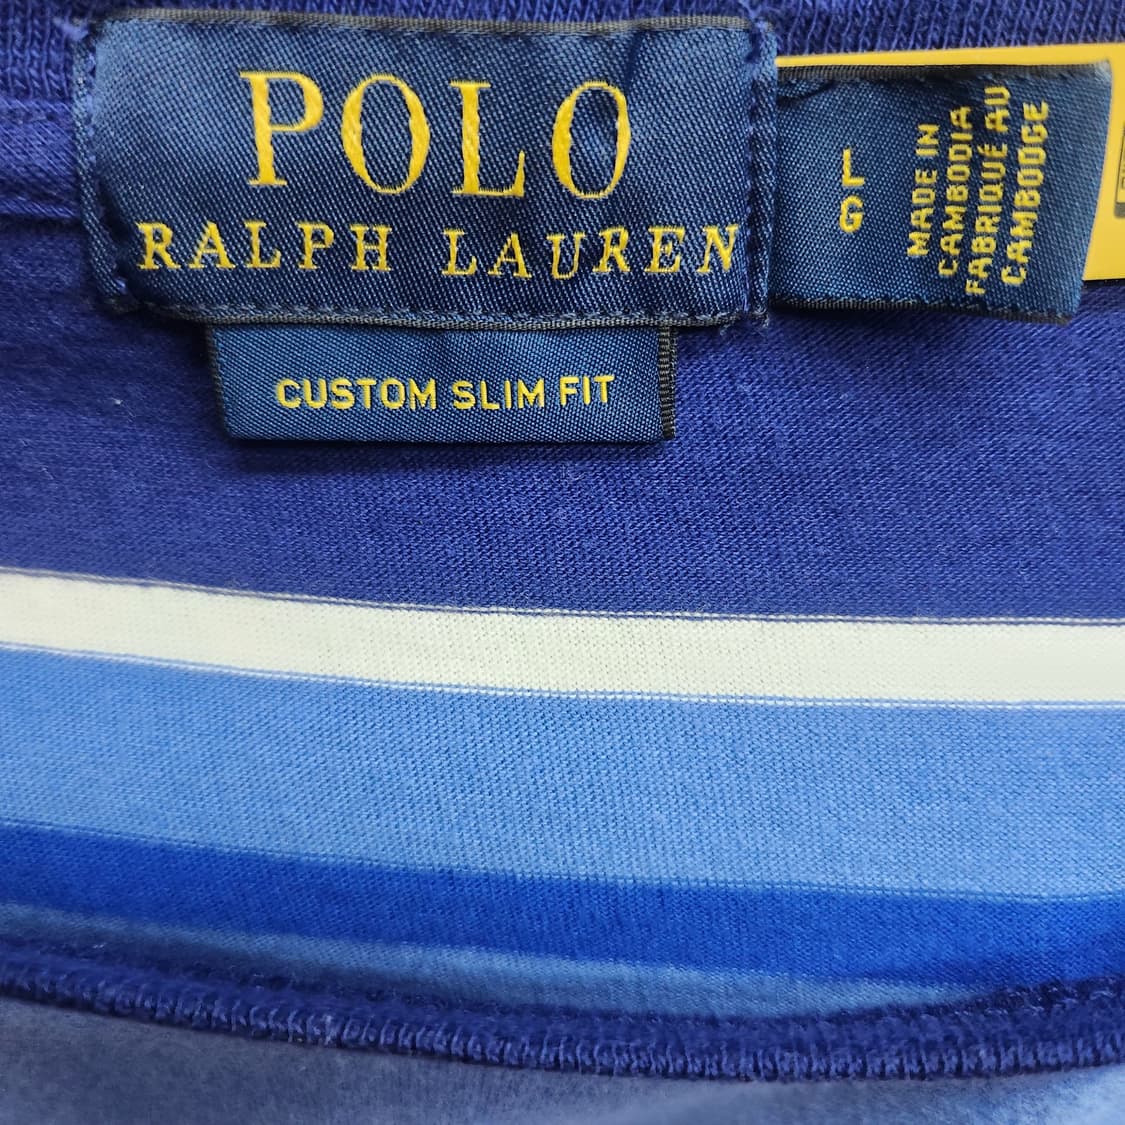 POLO
RALPH LAUREN
CUSTOM SLIM FIT
L
G
MADE IN
CAMBODIA
FABRIQUÉ AU
CAMBODGE